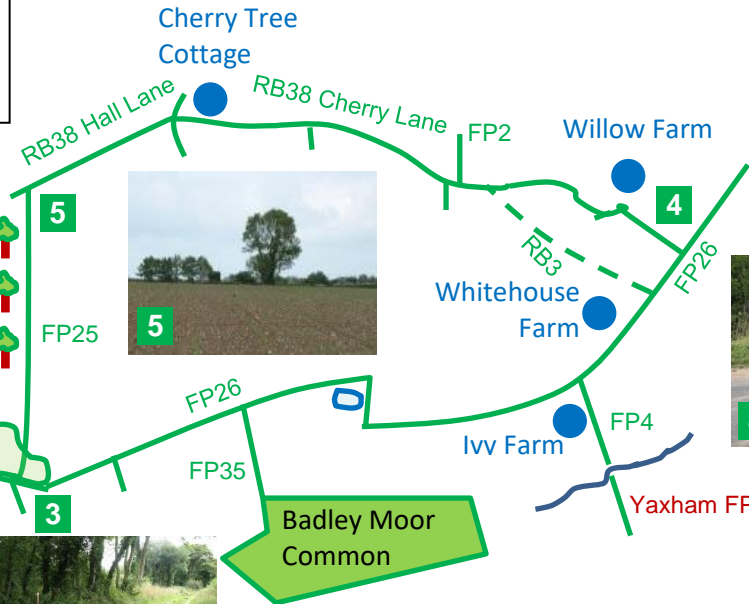 Cherry Tree
Cottage
RB38 Hall Lane
RB38 Cherry Lane
FP2
Willow Farm
5
4
RB3
FP26
5
Whitehouse
Farm
FP25
FP26
Ivv Farm
FP4
FP35
3
Badley Moor
Common
Yaxham FP